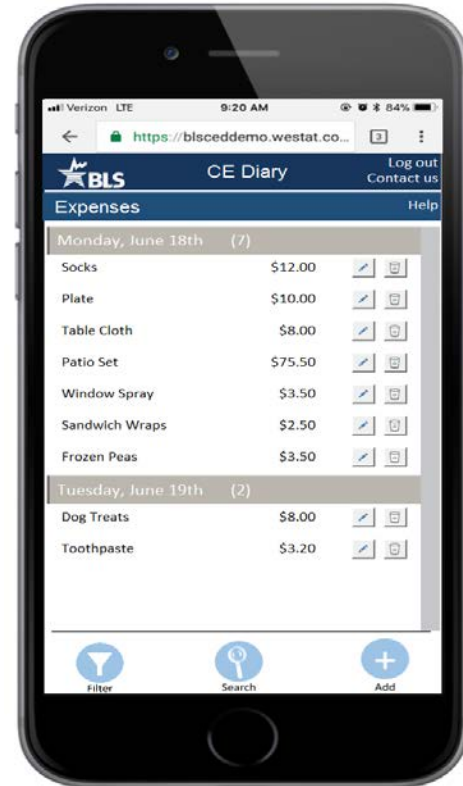 Verizon LTE 9:20 AM 84%
https://blsceddemo.westat.co... 3
BLS CE Diary Log out
Contact us
Expenses Help
Monday, June 18th (7)
Socks $12.00
Plate $10.00
Table Cloth $8.00
Patio Set $75.50
Window Spray $3.50
Sandwich Wraps $2.50
Frozen Peas $3.50
Tuesday, June 19th (2)
Dog Treats $8.00
Toothpaste $3.20
Filter Search Add